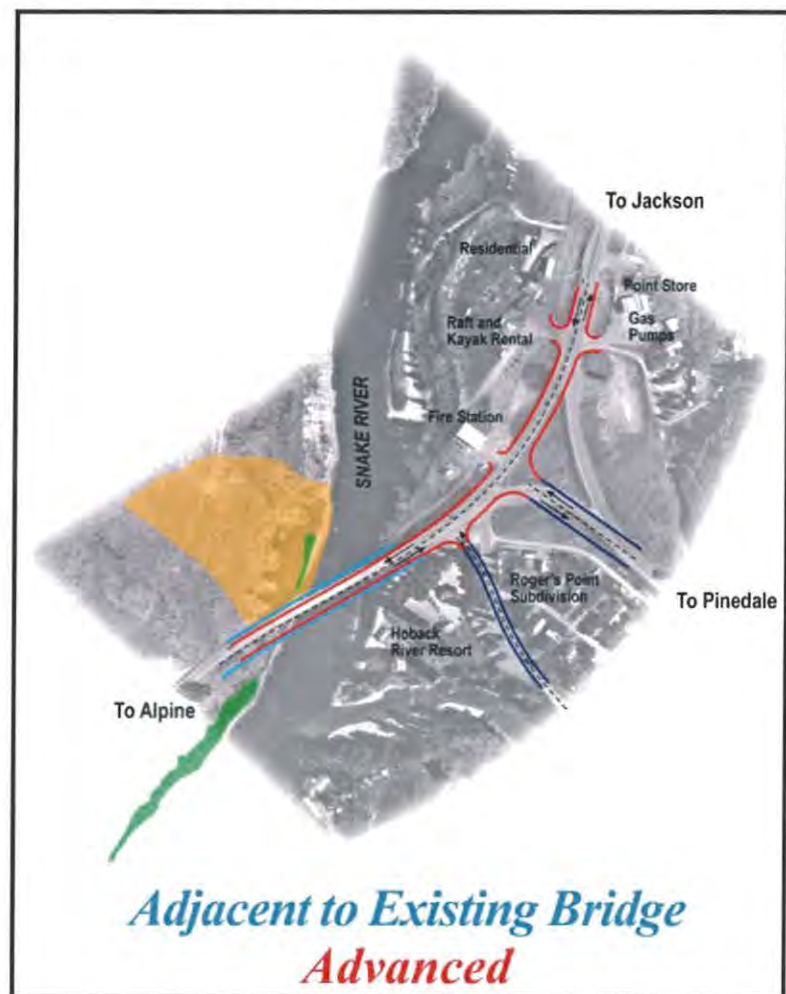 To Jackson
Residential
Point Store
Gas
Pumps
Raft and
Kayak Rental
SNAKE RIVER
Fire Station
Roger's Point
Subdivision
To Pinedale
Hoback
River Resort
To Alpine
Adjacent to Existing Bridge
Advanced